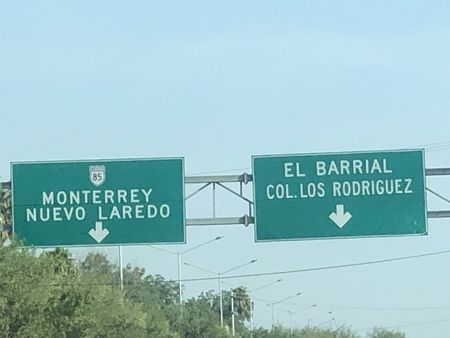 85
MONTERREY
NUEVO LAREDO
EL BARRIAL
COL. LOS RODRIGUEZ